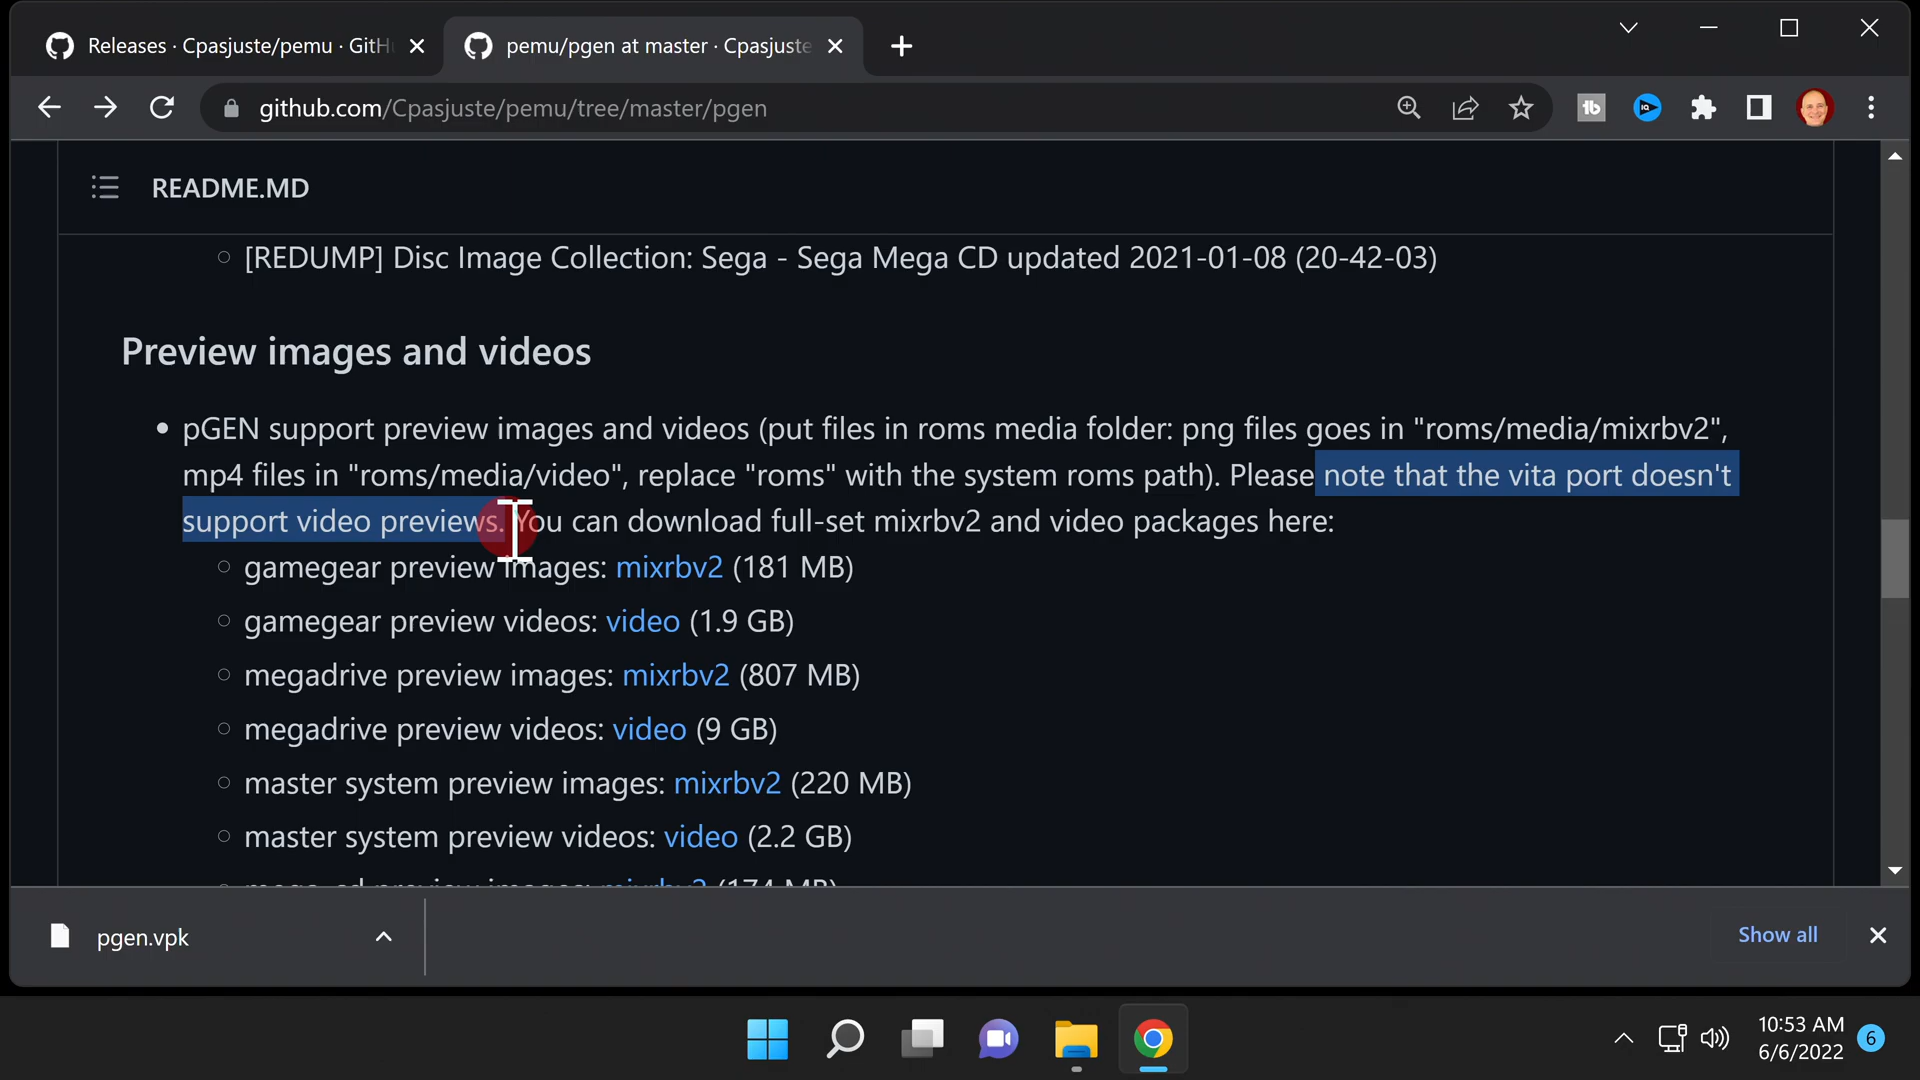 Releases · Cpasjuste/pemu · GitH
pemu/pgen at master · Cpasjuste
github.com/Cpasjuste/pemu/tree/master/pgen
README.MD
[REDUMP] Disc Image Collection: Sega - Sega Mega CD updated 2021-01-08 (20-42-03)
Preview images and videos
pGEN support preview images and videos (put files in roms media folder: png files goes in "roms/media/mixrbv2",
mp4 files in "roms/media/video", replace "roms" with the system roms path). Please note that the vita port doesn't
support video previews. You can download full-set mixrbv2 and video packages here:
gamegear preview images: mixrbv2 (181 MB)
gamegear preview videos: video (1.9 GB)
megadrive preview images: mixrbv2 (807 MB)
megadrive preview videos: video (9 GB)
master system preview images: mixrbv2 (220 MB)
master system preview videos: video (2.2 GB)
preview images: mixrbv2 (174 MB)
pgen.vpk
Show all
10:53 AM
6/6/2022
6